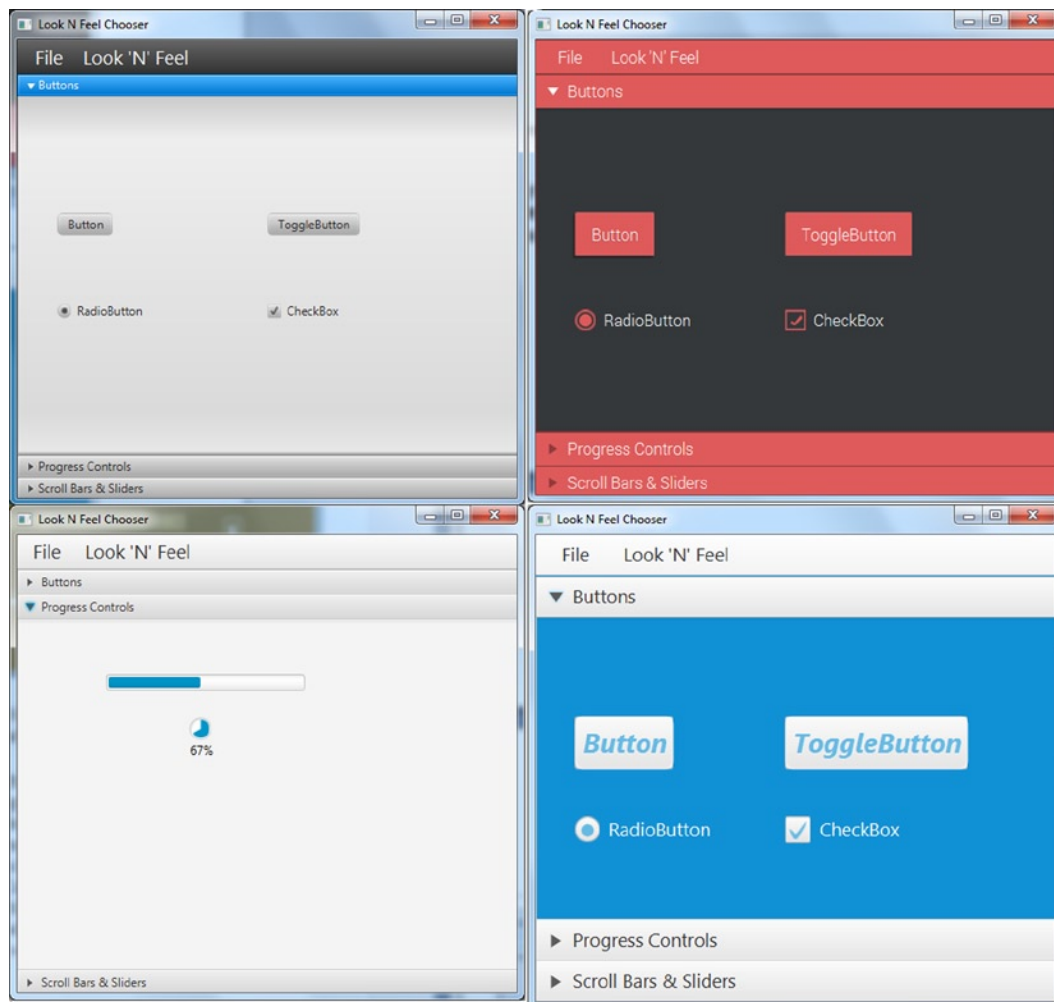 Look N Feel Chooser
File Look 'N' Feel
Buttons
Button ToggleButton
RadioButton CheckBox
Progress Controls
Scroll Bars & Sliders
Look N Feel Chooser
File Look 'N' Feel
Buttons
Button ToggleButton
RadioButton CheckBox
Progress Controls
Scroll Bars & Sliders
Look N Feel Chooser
File Look 'N' Feel
Buttons
Progress Controls
67%
Scroll Bars & Sliders
Look N Feel Chooser
File Look 'N' Feel
Buttons
Button ToggleButton
RadioButton CheckBox
Progress Controls
Scroll Bars & Sliders